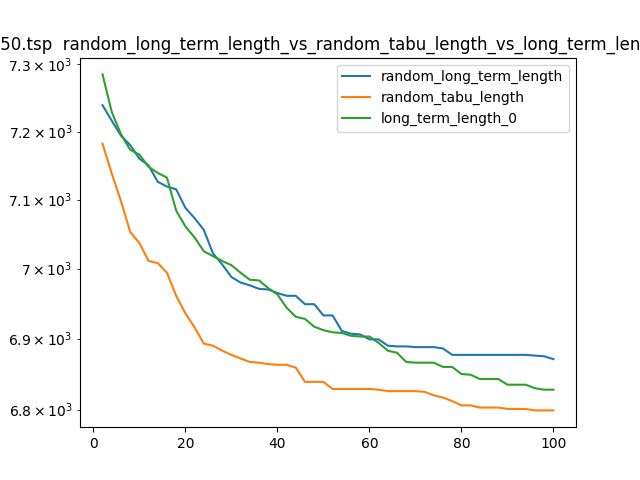 50.tsp  random_long_term_length_vs_random_tabu_length_vs_long_term_len
7.3 × 10³
7.2 × 10³
7.1 × 10³
7 × 10³
6.9 × 10³
6.8 × 10³
random_long_term_length
random_tabu_length
long_term_length_0
0 20 40 60 80 100